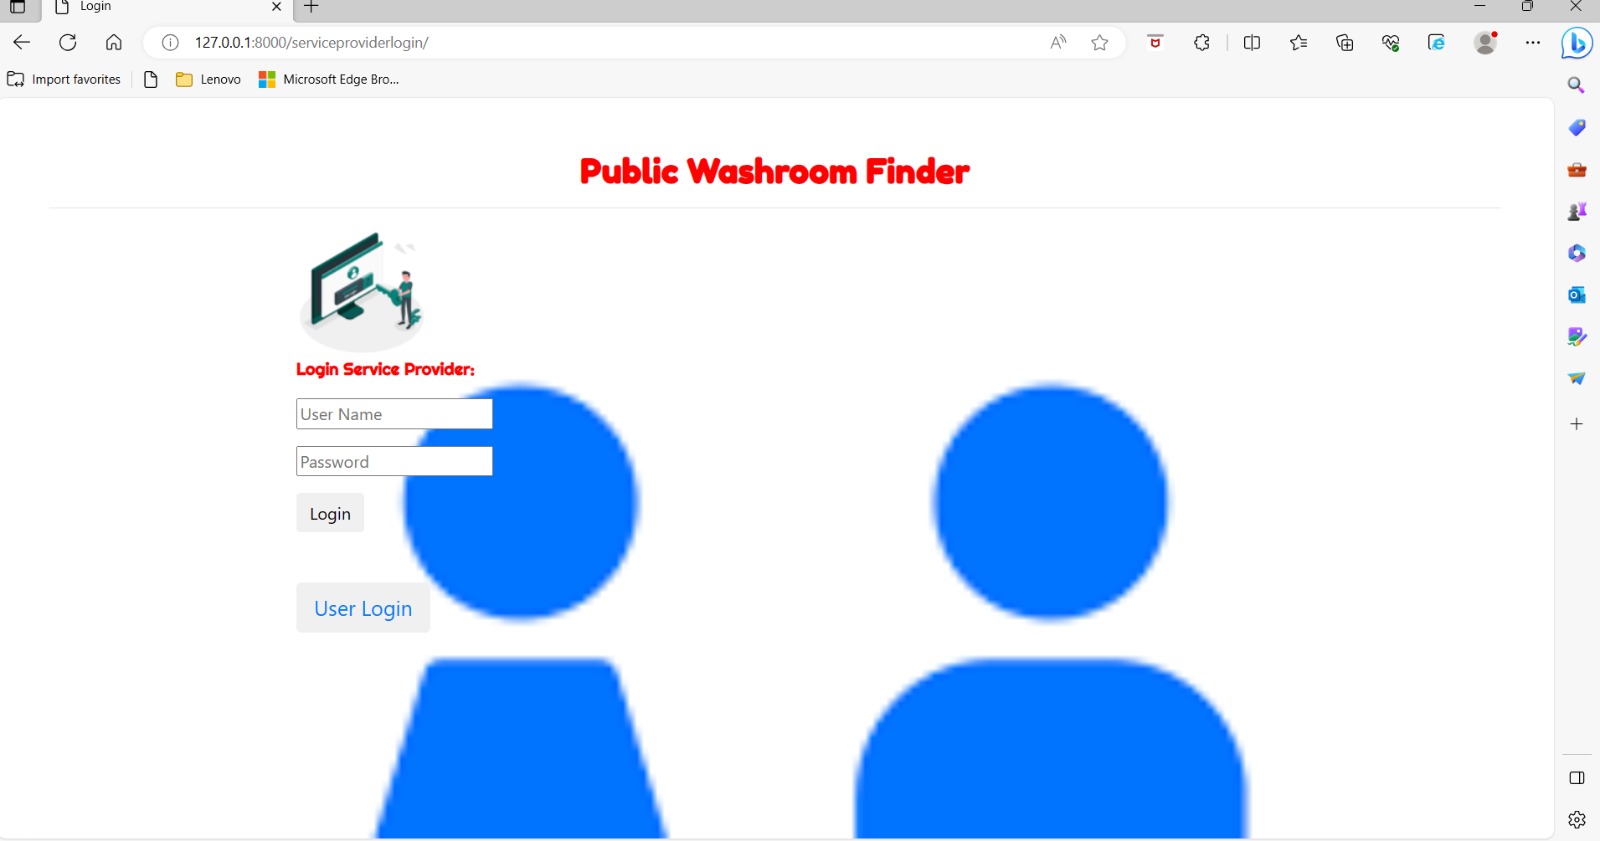 Login
127.0.0.1:8000/serviceproviderlogin/
Import favorites
Lenovo
Microsoft Edge Bro...
Public Washroom Finder
Login Service Provider:
User Name
Password
Login
User Login